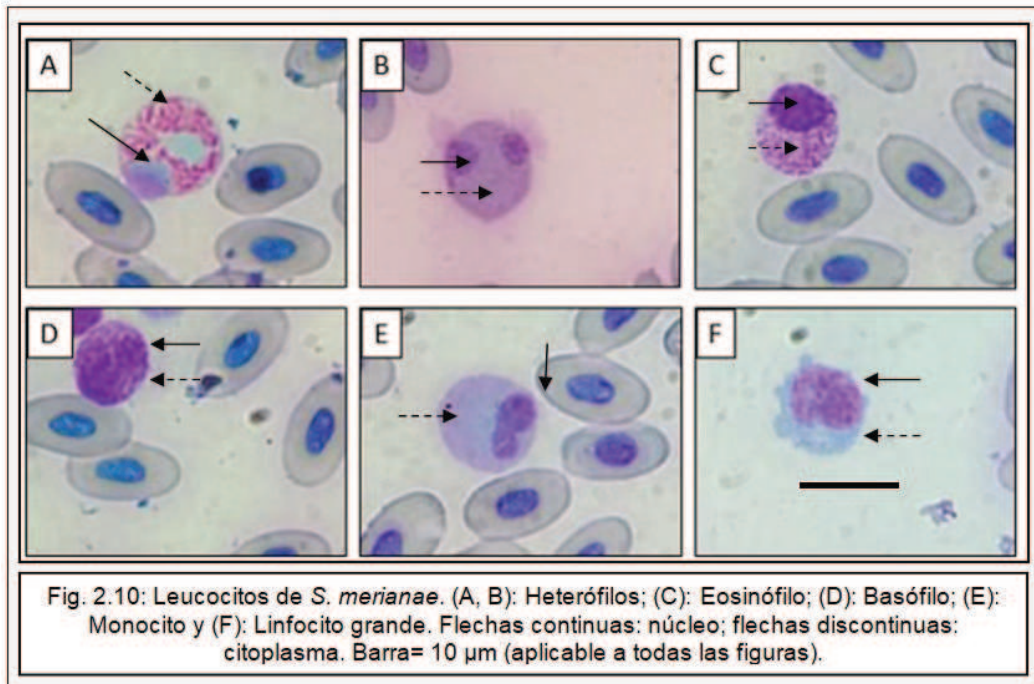 A
B
C
D
E
F
Fig. 2.10: Leucocitos de S. merianae. (A, B): Heterófilos; (C): Eosinófilo; (D): Basófilo; (E):
Monocito y (F): Linfocito grande. Flechas continuas: núcleo; flechas discontinuas:
citoplasma. Barra= 10 µm (aplicable a todas las figuras).